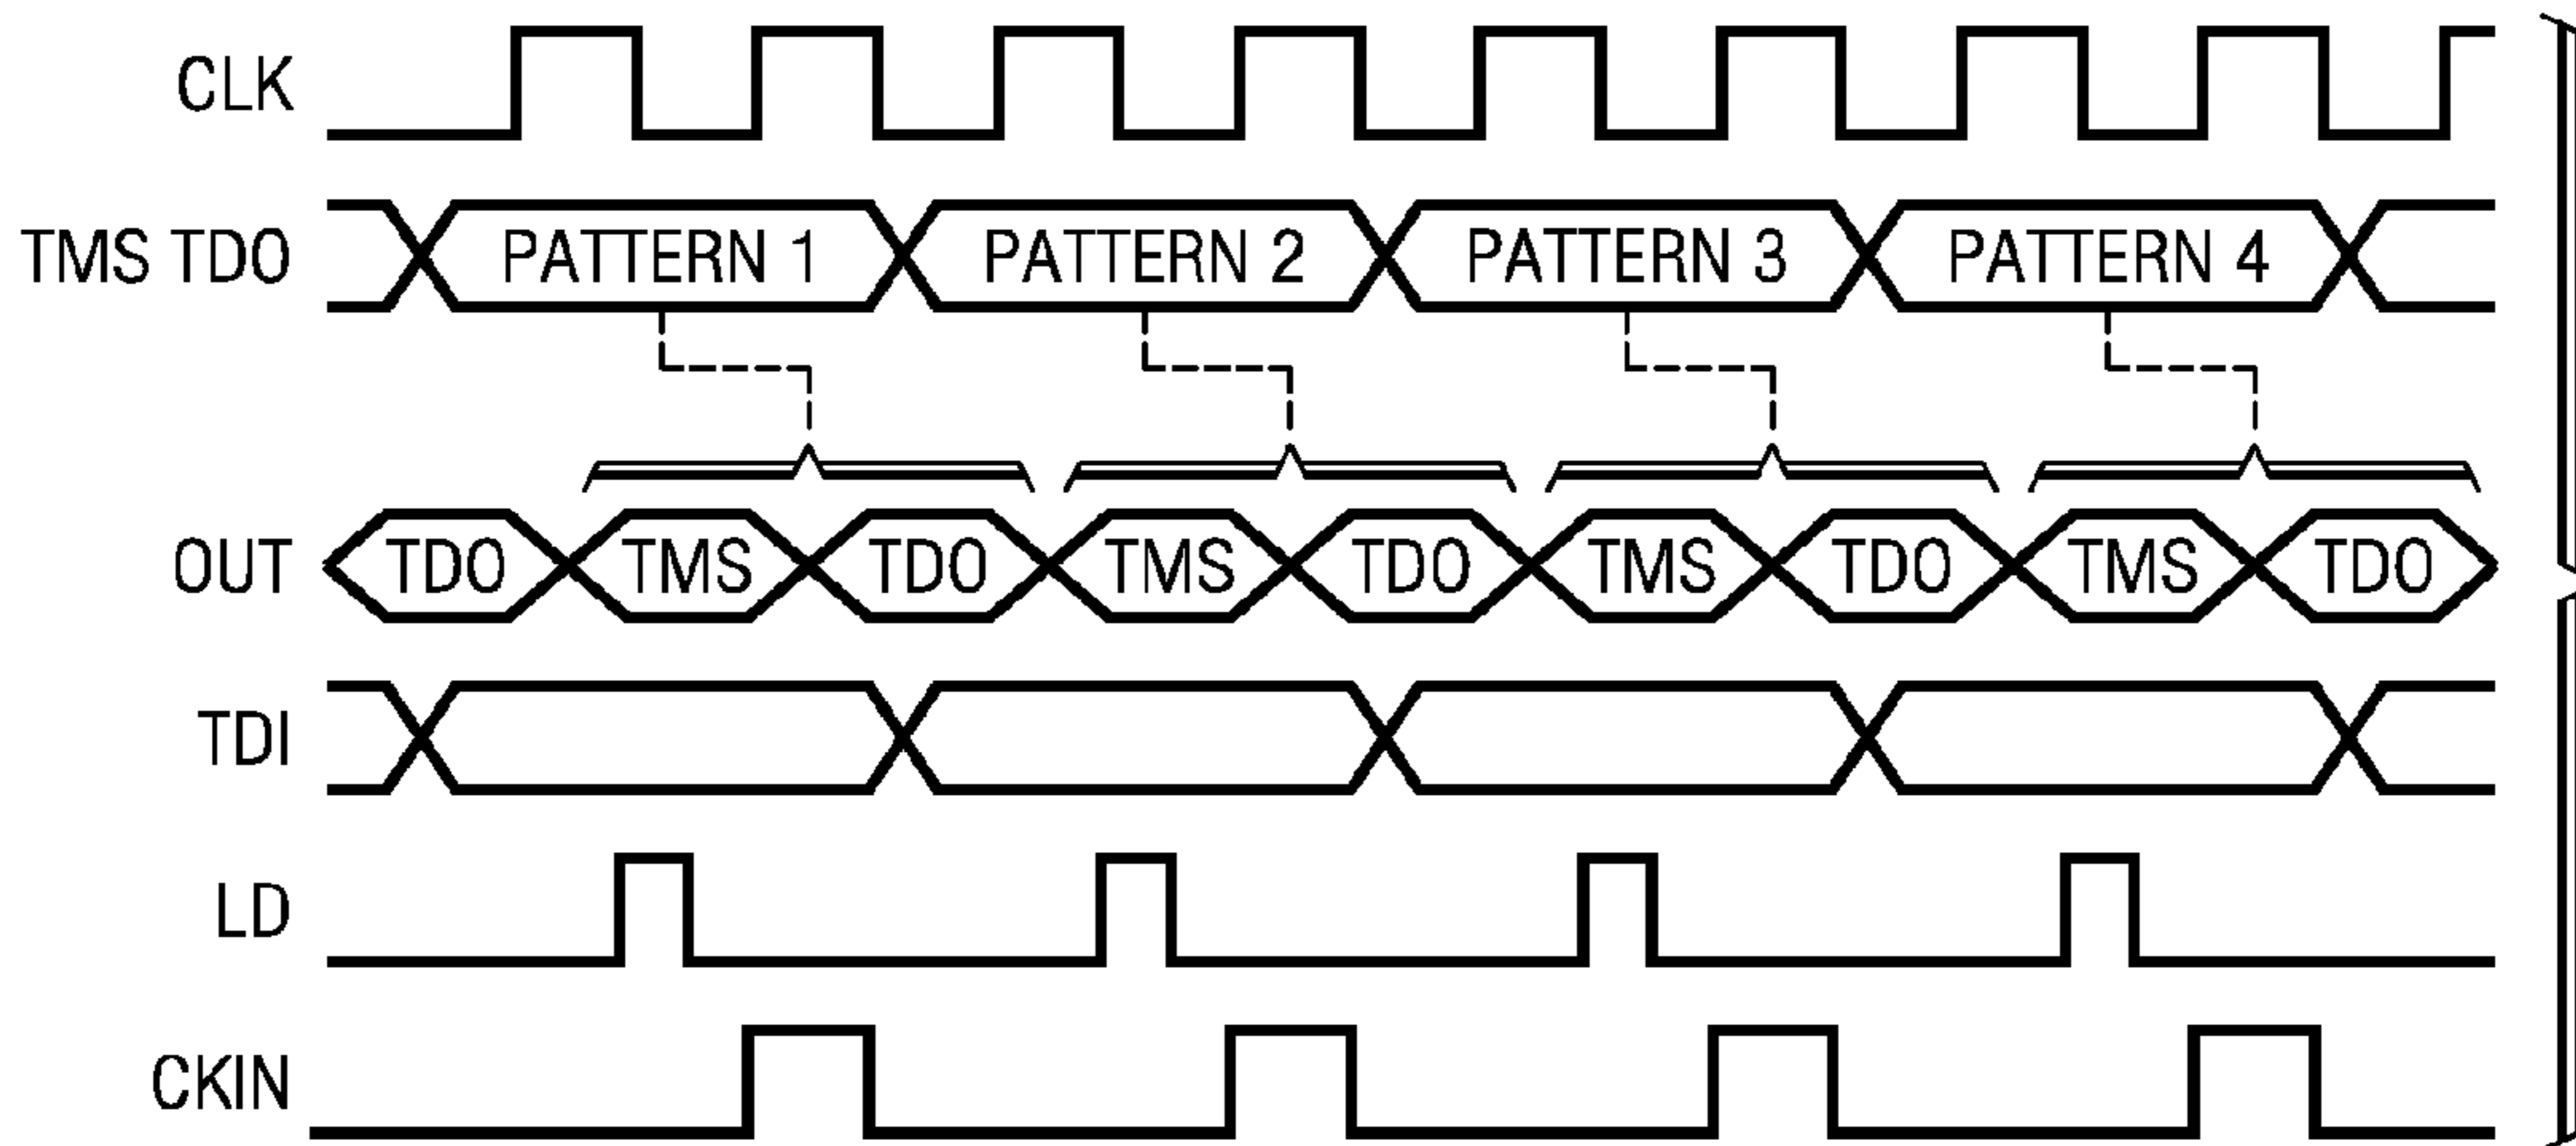 CLK
TMS TDO PATTERN 1 PATTERN 2 PATTERN 3 PATTERN 4
OUT TDO TMS TDO TMS TDO TMS TDO TMS TDO
TDI
LD
CKIN